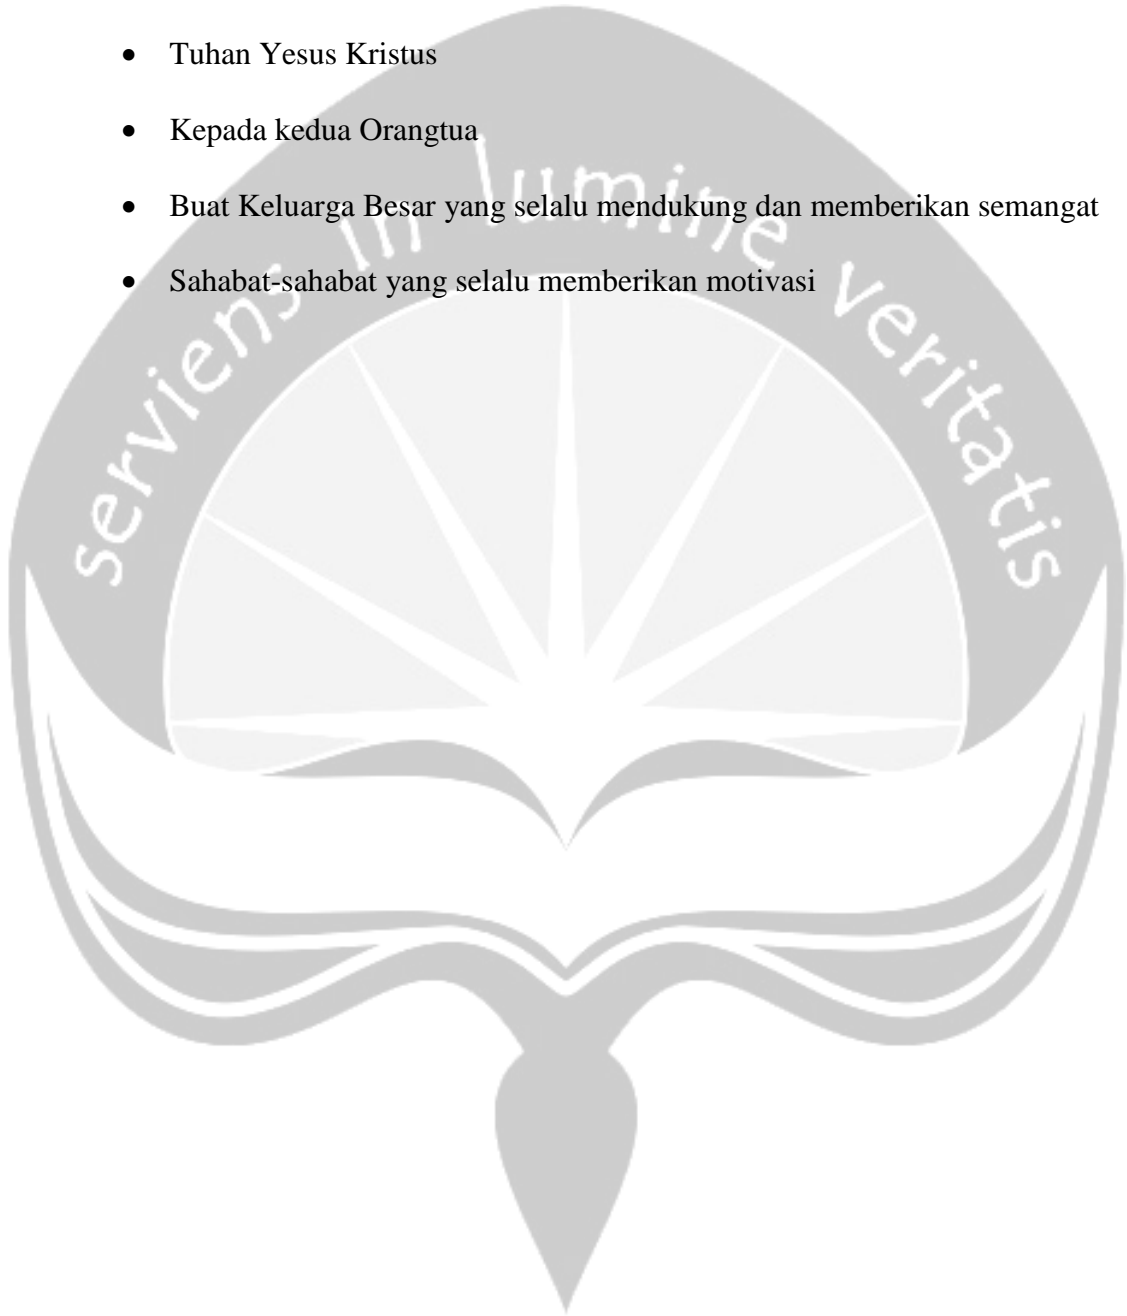 • Tuhan Yesus Kristus
• Kepada kedua Orangtua
• Buat Keluarga Besar yang selalu mendukung dan memberikan semangat
• Sahabat-sahabat yang selalu memberikan motivasi
serviens in lumine veritatis